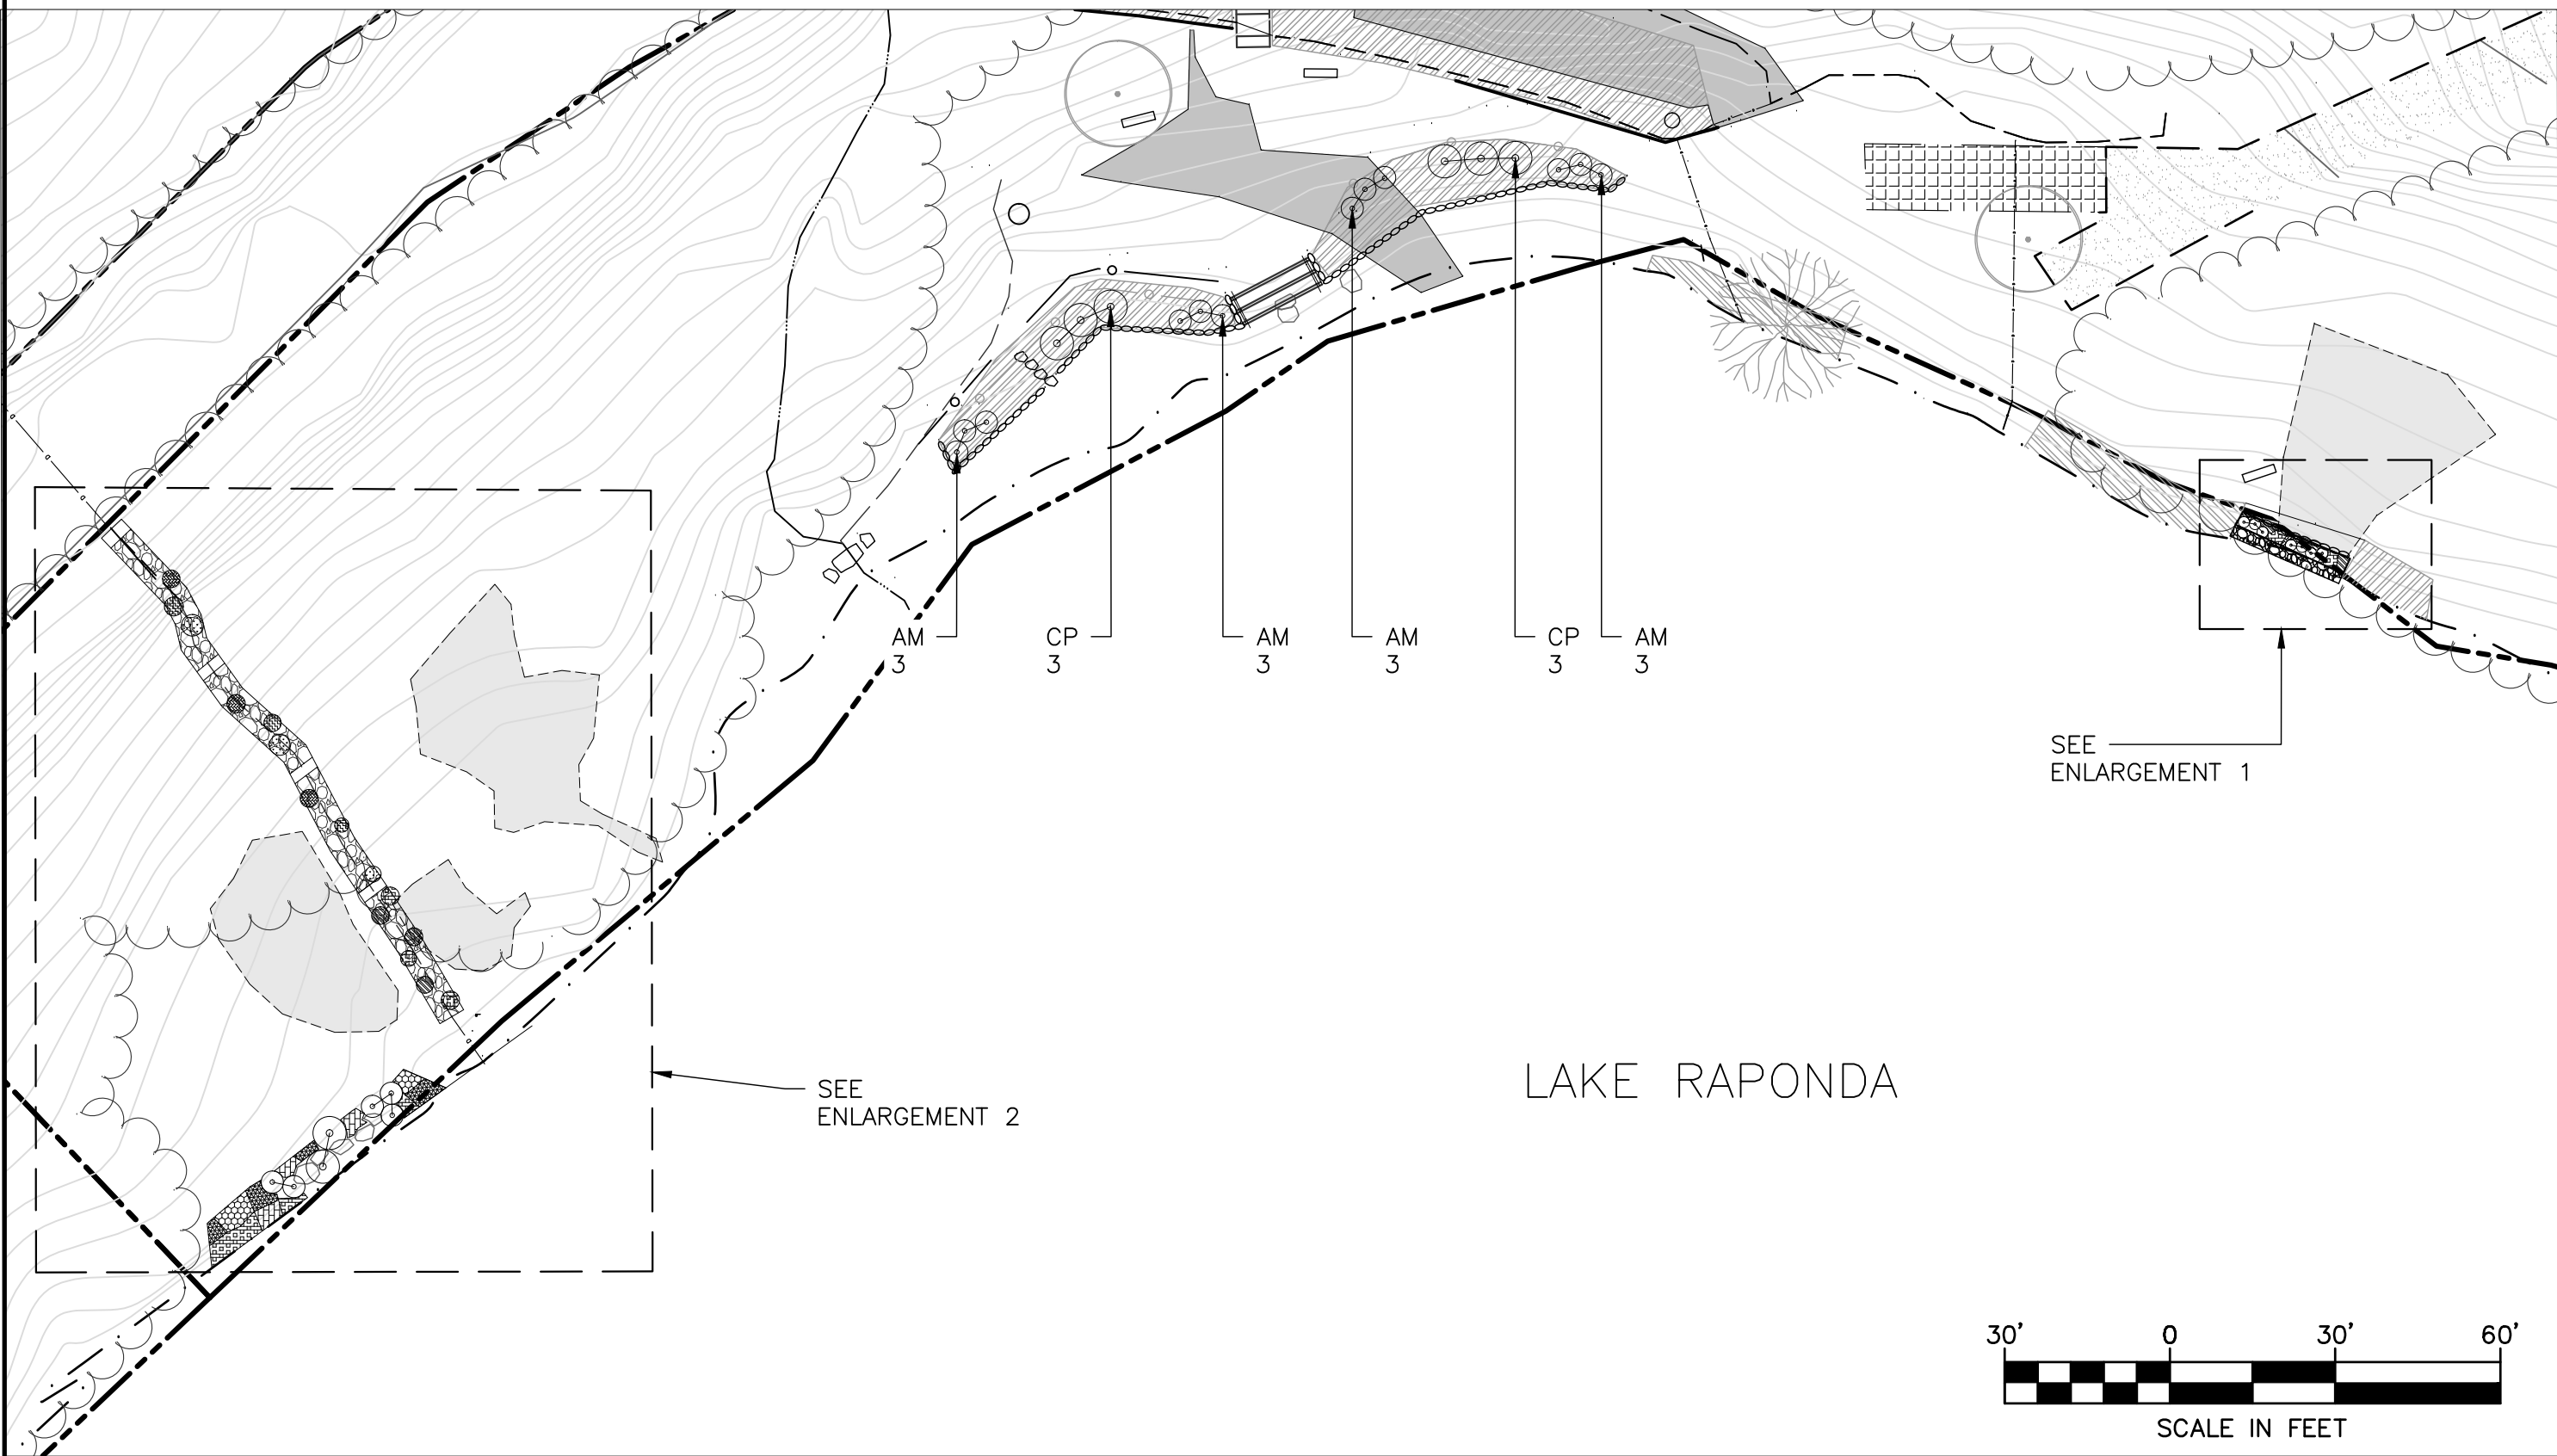 AM
3
CP
3
AM
3
AM
3
CP
3
AM
3
SEE
ENLARGEMENT 1
SEE
ENLARGEMENT 2
LAKE RAPONDA
30' 0 30' 60'
SCALE IN FEET